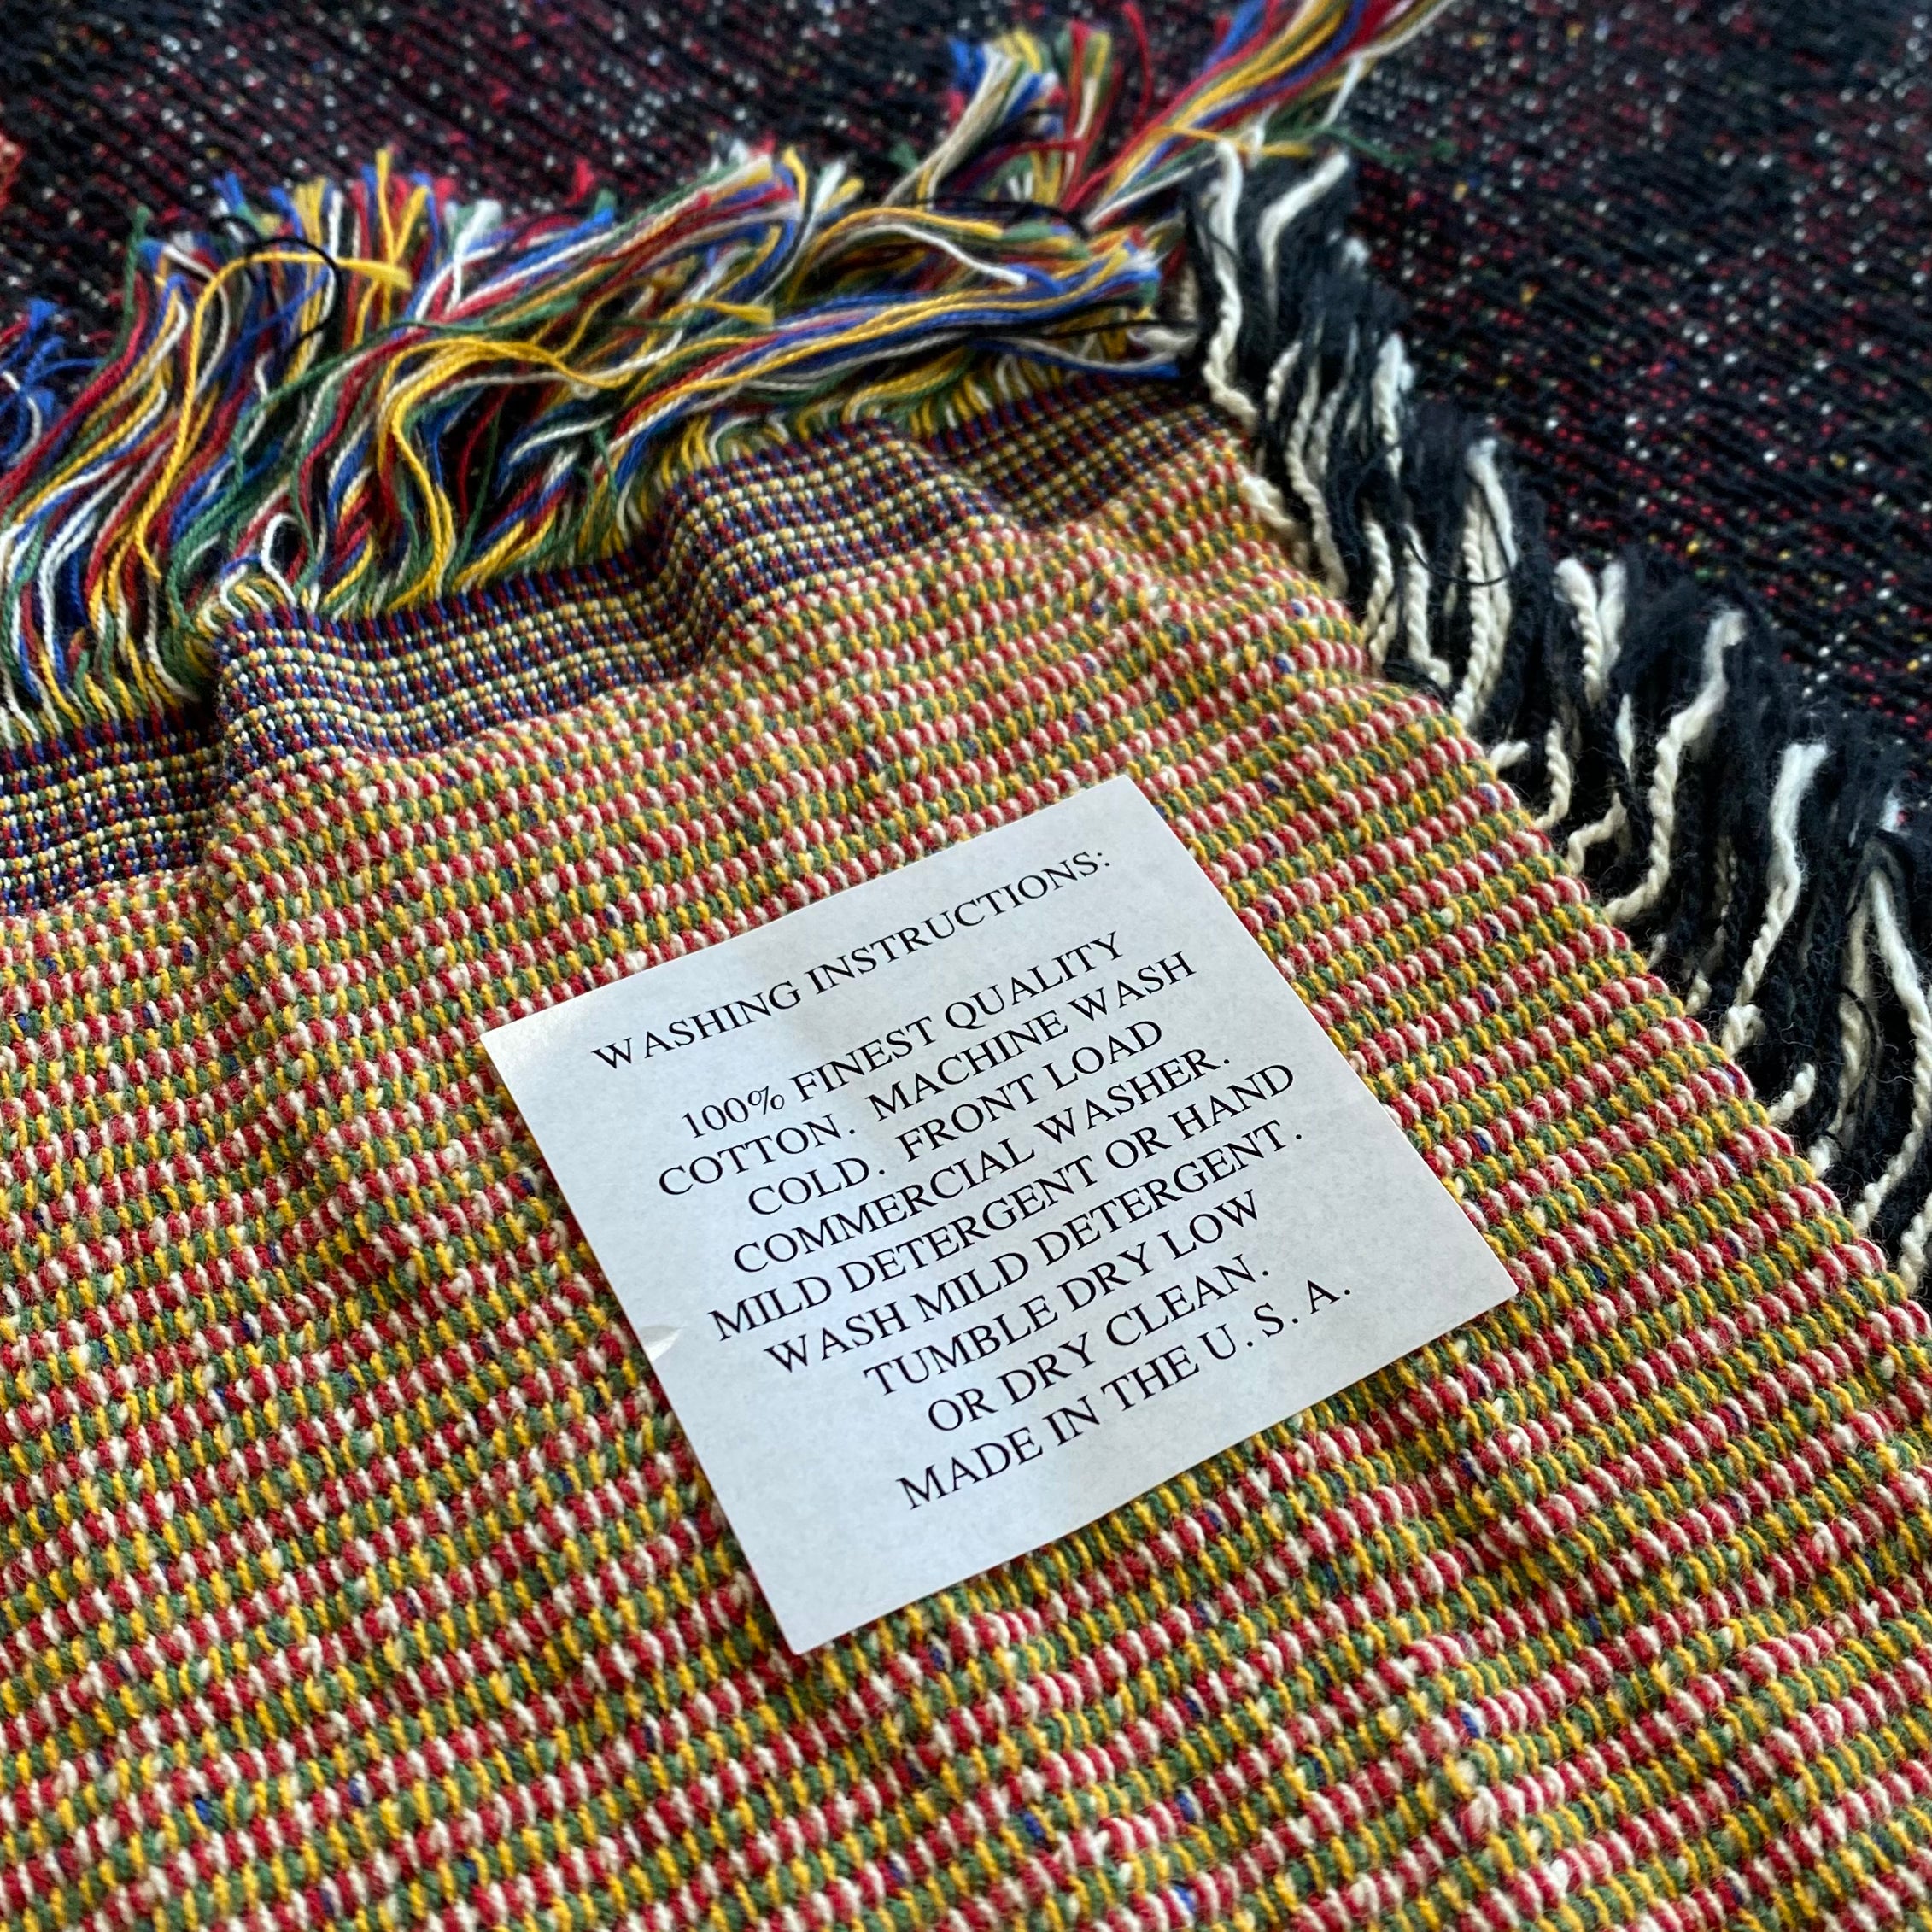 WASHING INSTRUCTIONS:
100% FINEST QUALITY
COTTON. MACHINE WASH
COLD. FRONT LOAD
COMMERCIAL WASHER.
MILD DETERGENT OR HAND
WASH MILD DETERGENT.
TUMBLE DRY LOW
OR DRY CLEAN.
MADE IN THE U.S.A.